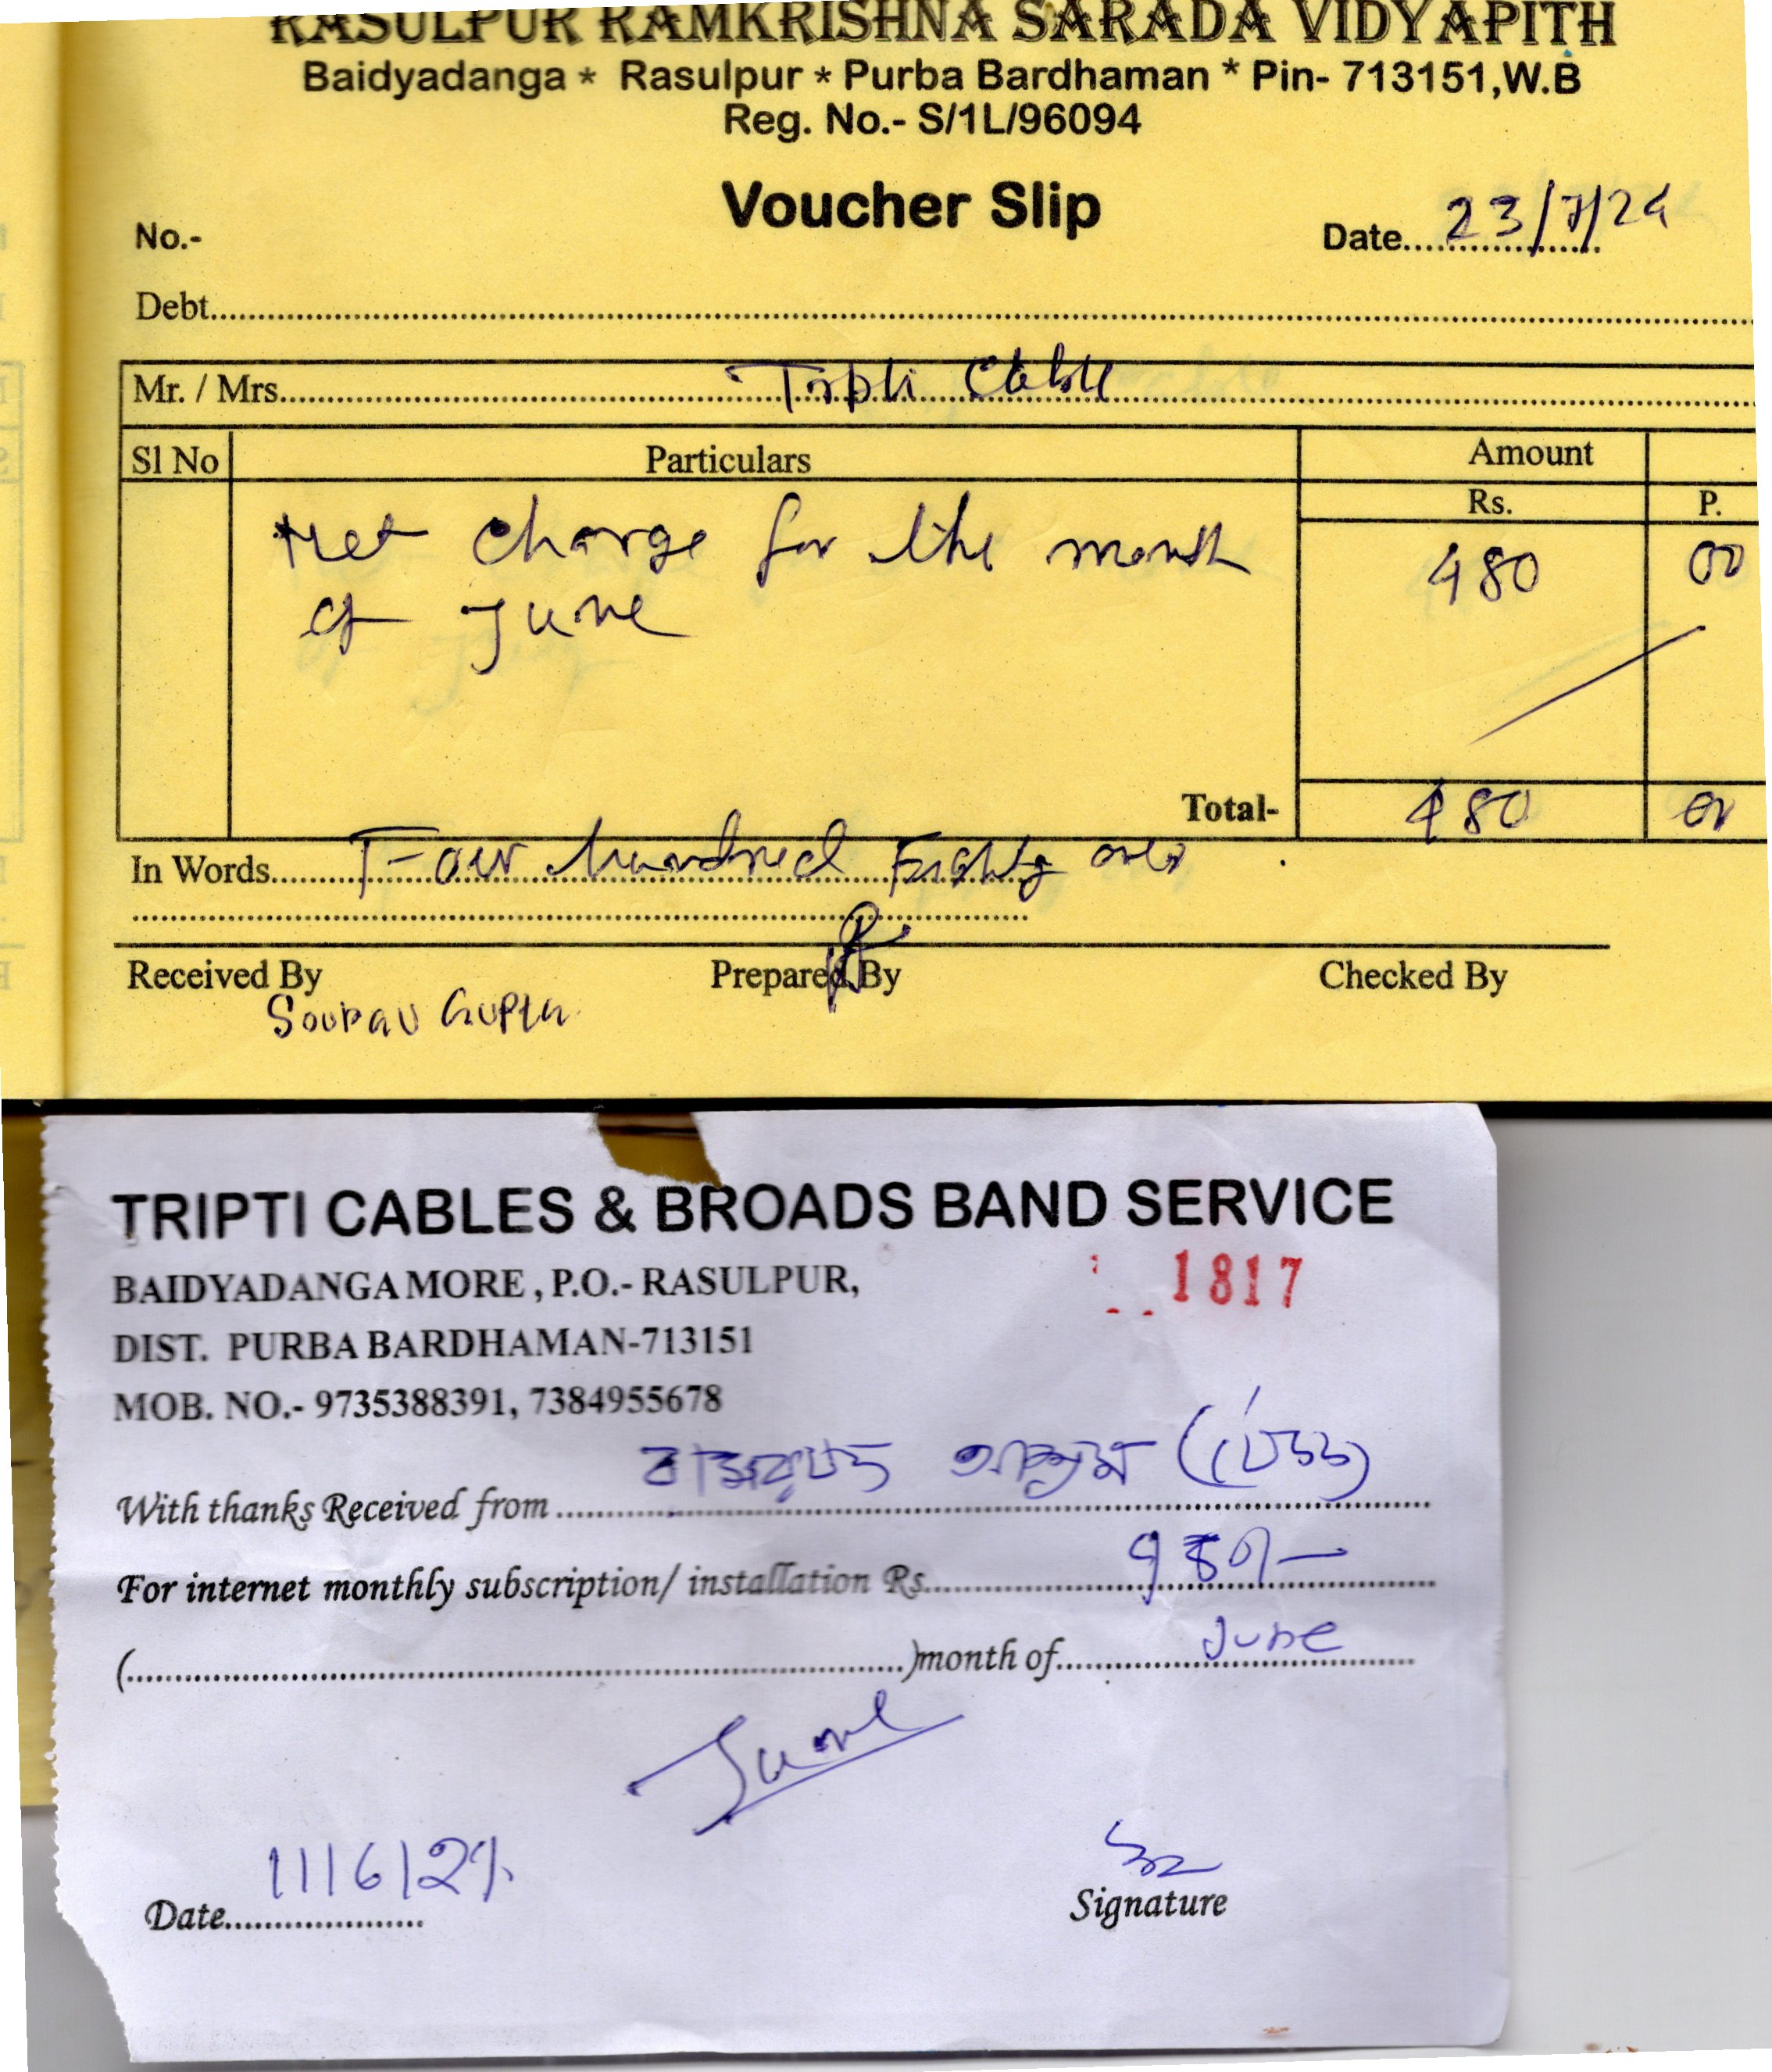 RASULPUR RAMKRISHNA SARADA VIDYAPITH
Baidyadanga * Rasulpur * Purba Bardhaman * Pin- 713151,W.B
Reg. No.- S/1L/96094
Voucher Slip
No.-
Date.................. 23/7/24
Debt..................
Mr. / Mrs.................. Tripti Cable
Sl No Particulars Amount
Rs. P.
Net charge for the month 480 00
of June
Total- 480 00
In Words.................. Four hundred Eighty only
Received By Prepared By Checked By
Sourav Gupta
TRIPTI CABLES & BROADS BAND SERVICE
BAIDYADANGA MORE , P.O.- RASULPUR,
1817
DIST. PURBA BARDHAMAN-713151
MOB. NO.- 9735388391, 7384955678
With thanks Received from..................
For internet monthly subscription/ installation Rs.................. 480/-
(..................)month of.................. June
June
Date.................. 11/6/24
Signature